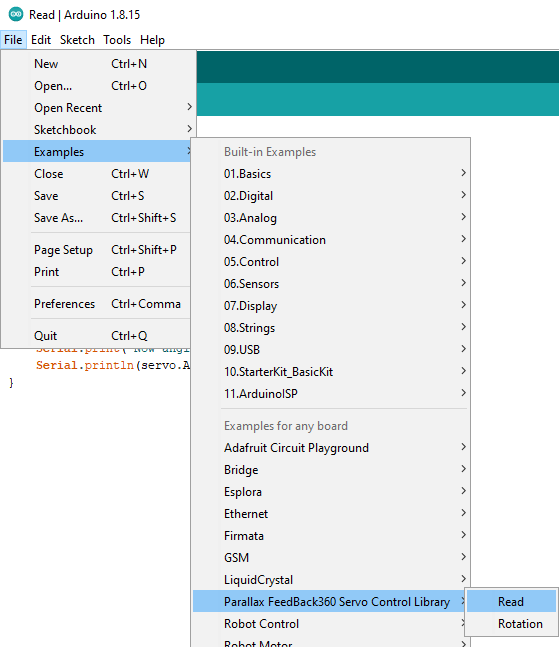 Read | Arduino 1.8.15
File Edit Sketch Tools Help
New Ctrl+N
Open... Ctrl+O
Open Recent
Sketchbook
Examples
Close Ctrl+W
Save Ctrl+S
Save As... Ctrl+Shift+S
Page Setup Ctrl+Shift+P
Print Ctrl+P
Preferences Ctrl+Comma
Quit Ctrl+Q
Built-in Examples
01.Basics
02.Digital
03.Analog
04.Communication
05.Control
06.Sensors
07.Display
08.Strings
09.USB
10.StarterKit_BasicKit
11.ArduinoISP
Examples for any board
Adafruit Circuit Playground
Bridge
Esplora
Ethernet
Firmata
GSM
LiquidCrystal
Parallax FeedBack360 Servo Control Library
Robot Control
Robot Motor
Read
Rotation
Serial.print("Now angl
Serial.println(servo.A
}